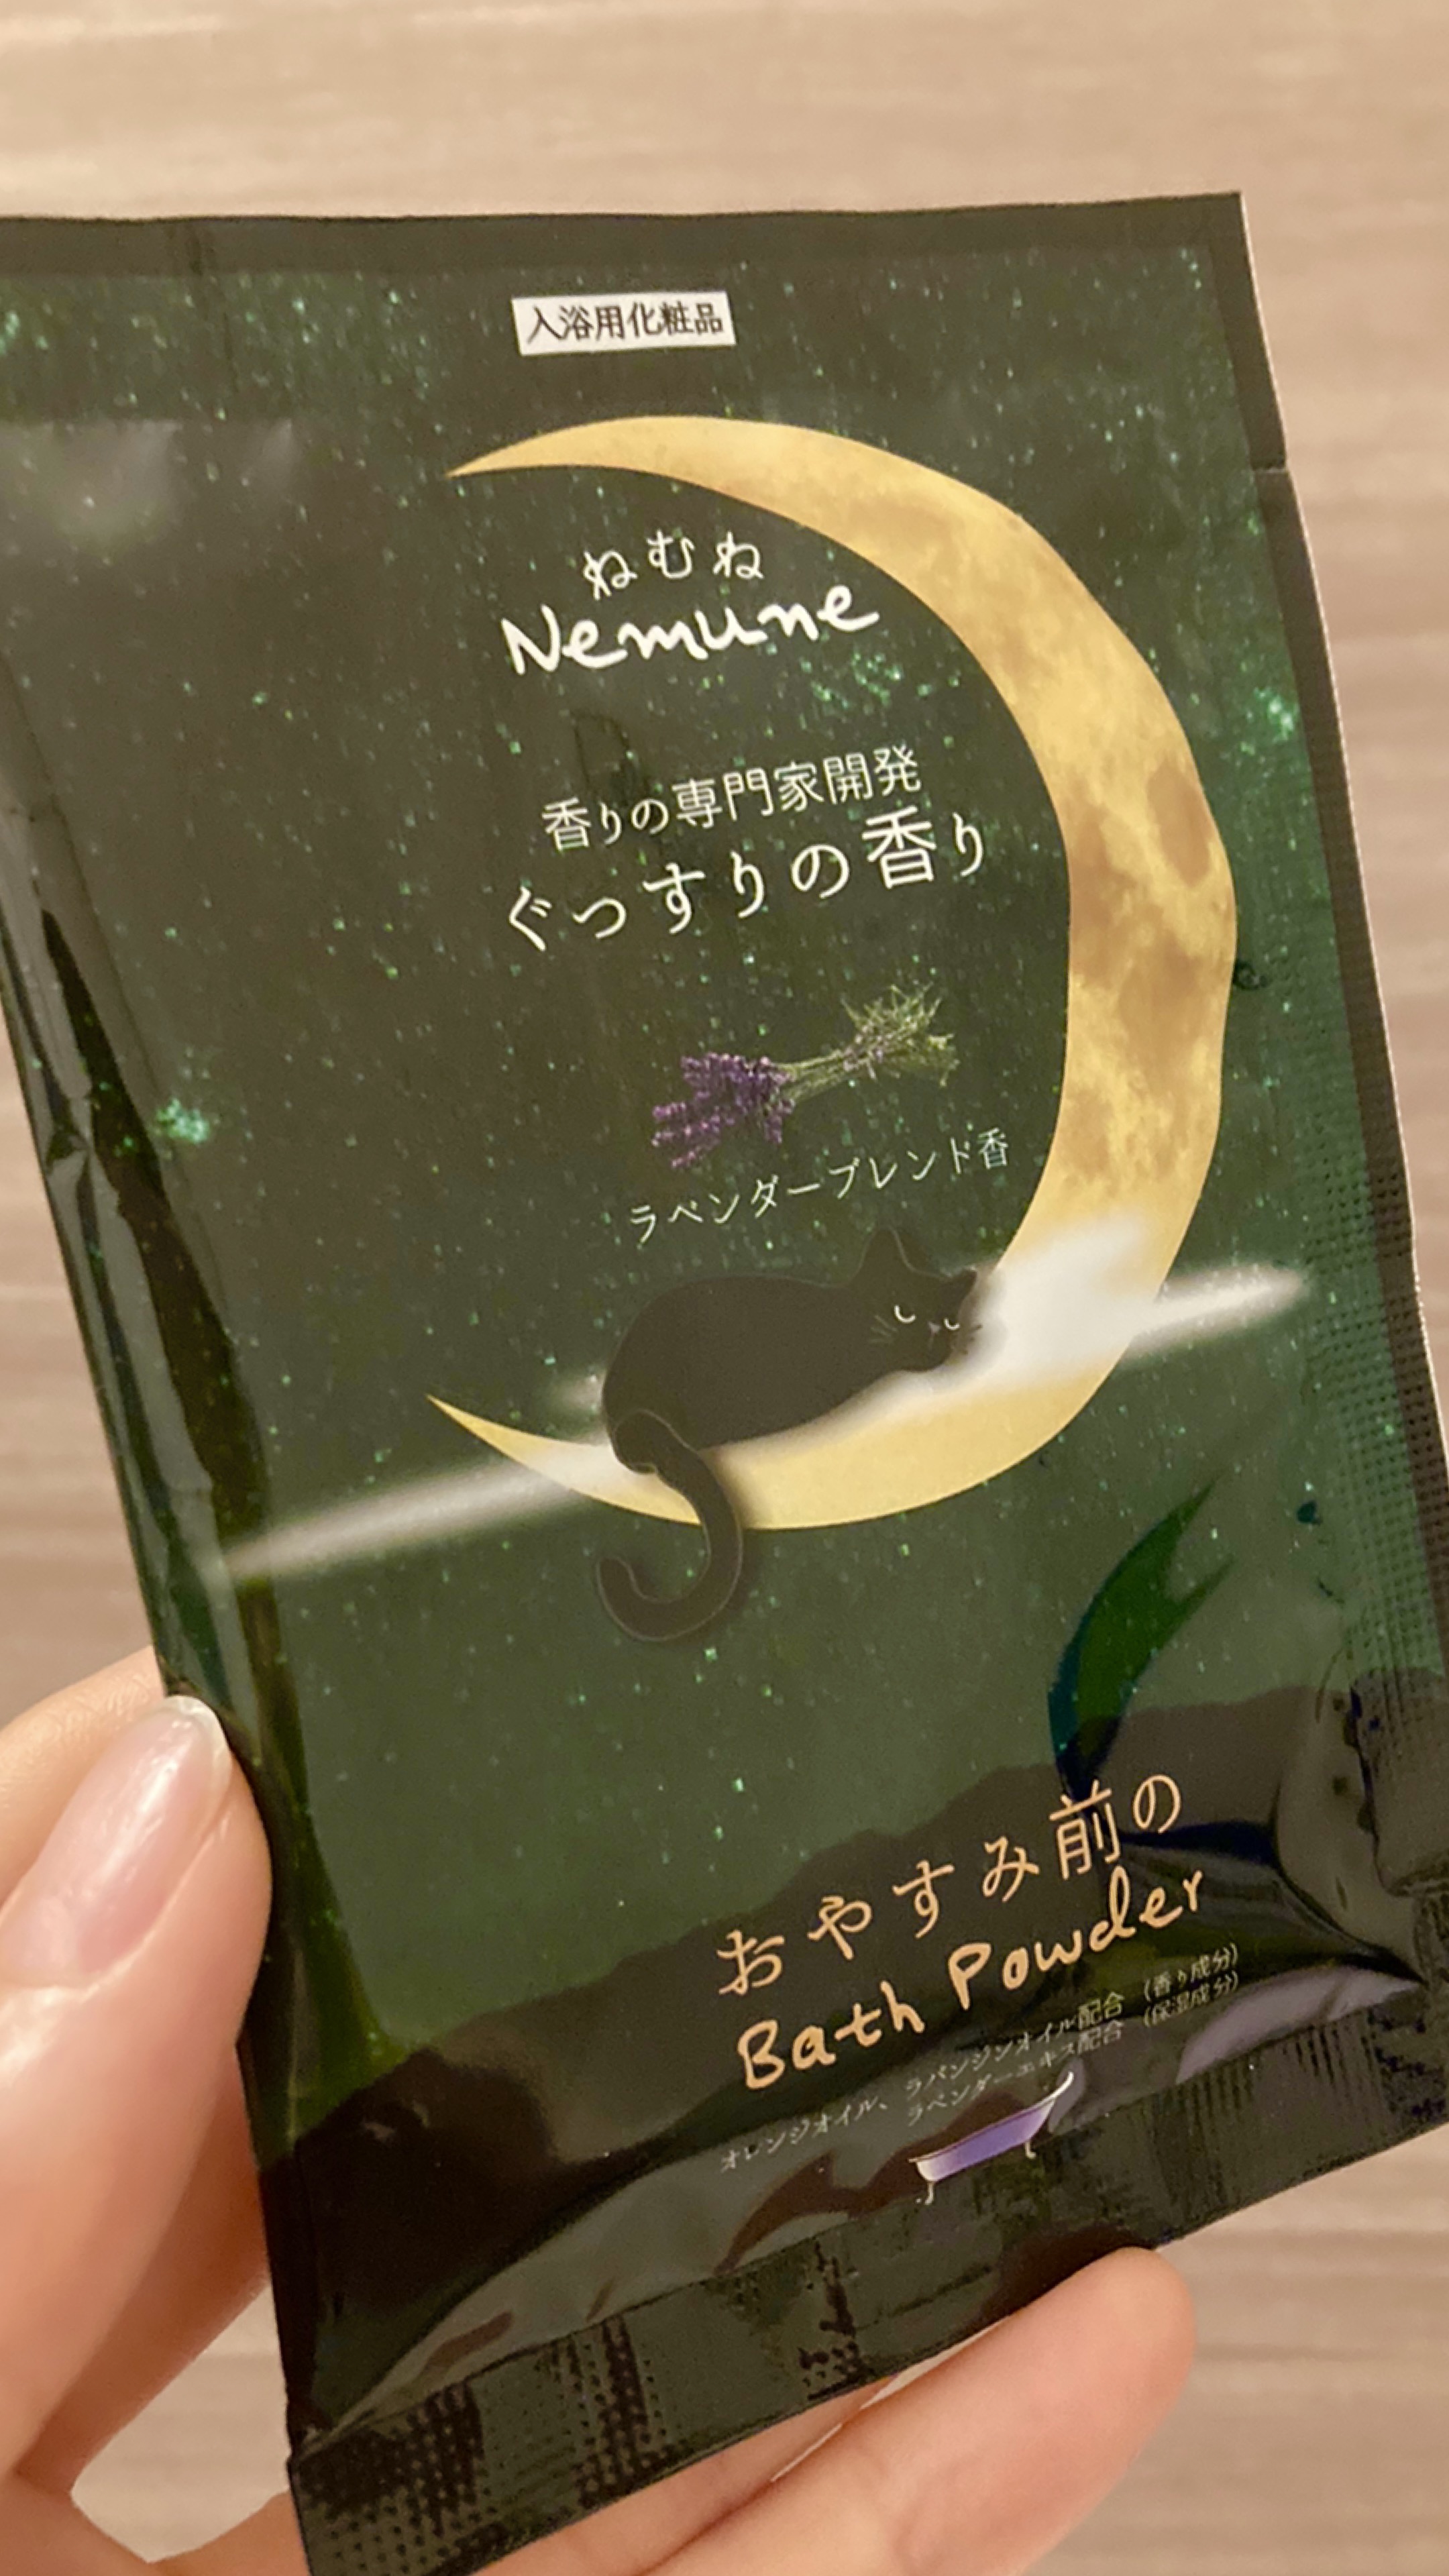 入浴用化粧品
ねむね
Nemune
香りの専門家開発
ぐっすりの香り
ラベンダーブレンド香
おやすみ前の
Bath Powder
オレンジオイル、ラバンジンオイル配合 (香り成分)
ラベンダーエキス配合 (保湿成分)